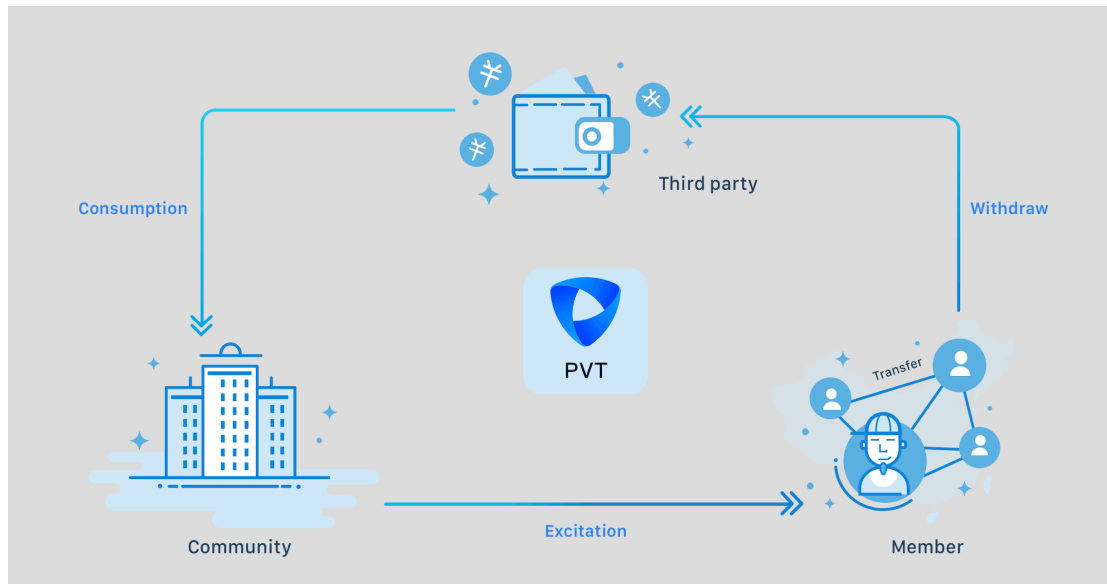 Third party
Consumption
Withdraw
PVT
Transfer
Excitation
Community
Member